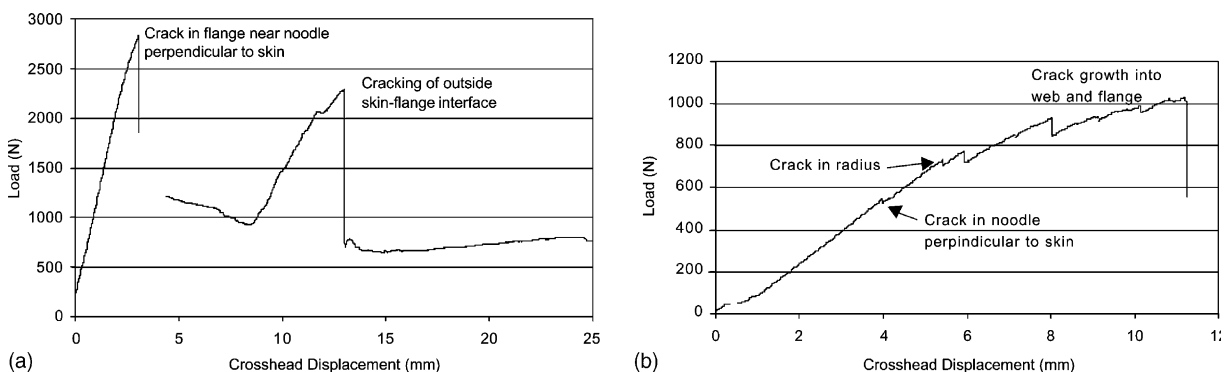 3000
2500
2000
1500
1000
500
0
Load (N)
Crack in flange near noodle
perpendicular to skin
Cracking of outside
skin-flange interface
0 5 10 15 20 25
Crosshead Displacement (mm)
(a)
1200
1000
800
600
400
200
0
Load (N)
Crack growth into
web and flange
Crack in radius
Crack in noodle
perpindicular to skin
0 2 4 6 8 10 12
Crosshead Displacement (mm)
(b)